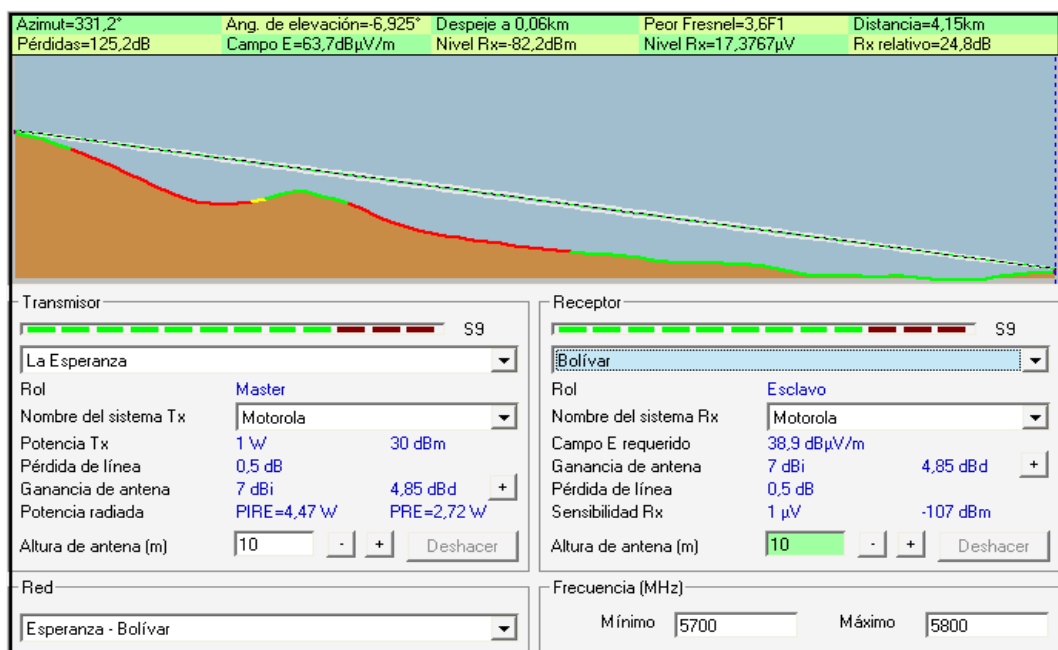 Azimut=331,2° Ang. de elevación=-6,925° Despeje a 0,06km Peor Fresnel=3,6F1 Distancia=4,15km
Pérdidas=125,2dB Campo E=63,7dBµV/m Nivel Rx=-82,2dBm Nivel Rx=17,3767µV Rx relativo=24,8dB
Transmisor
S9
La Esperanza
Rol Master
Nombre del sistema Tx Motorola
Potencia Tx 1 W 30 dBm
Pérdida de línea 0,5 dB
Ganancia de antena 7 dBi 4,85 dBd +
Potencia radiada PIRE=4,47 W PRE=2,72 W
Altura de antena (m) 10 - + Deshacer
Receptor
S9
Bolívar
Rol Esclavo
Nombre del sistema Rx Motorola
Campo E requerido 38,9 dBµV/m
Ganancia de antena 7 dBi 4,85 dBd +
Pérdida de línea 0,5 dB
Sensibilidad Rx 1 µV -107 dBm
Altura de antena (m) 10 - + Deshacer
Red
Esperanza - Bolívar
Frecuencia (MHz)
Mínimo 5700 Máximo 5800